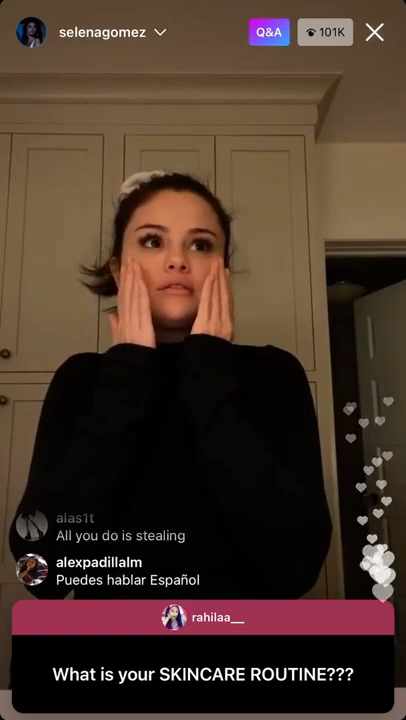 selenagomez
Q&A
101K
alas1t
All you do is stealing
alexpadillalm
Puedes hablar Español
rahilaa__
What is your SKINCARE ROUTINE???